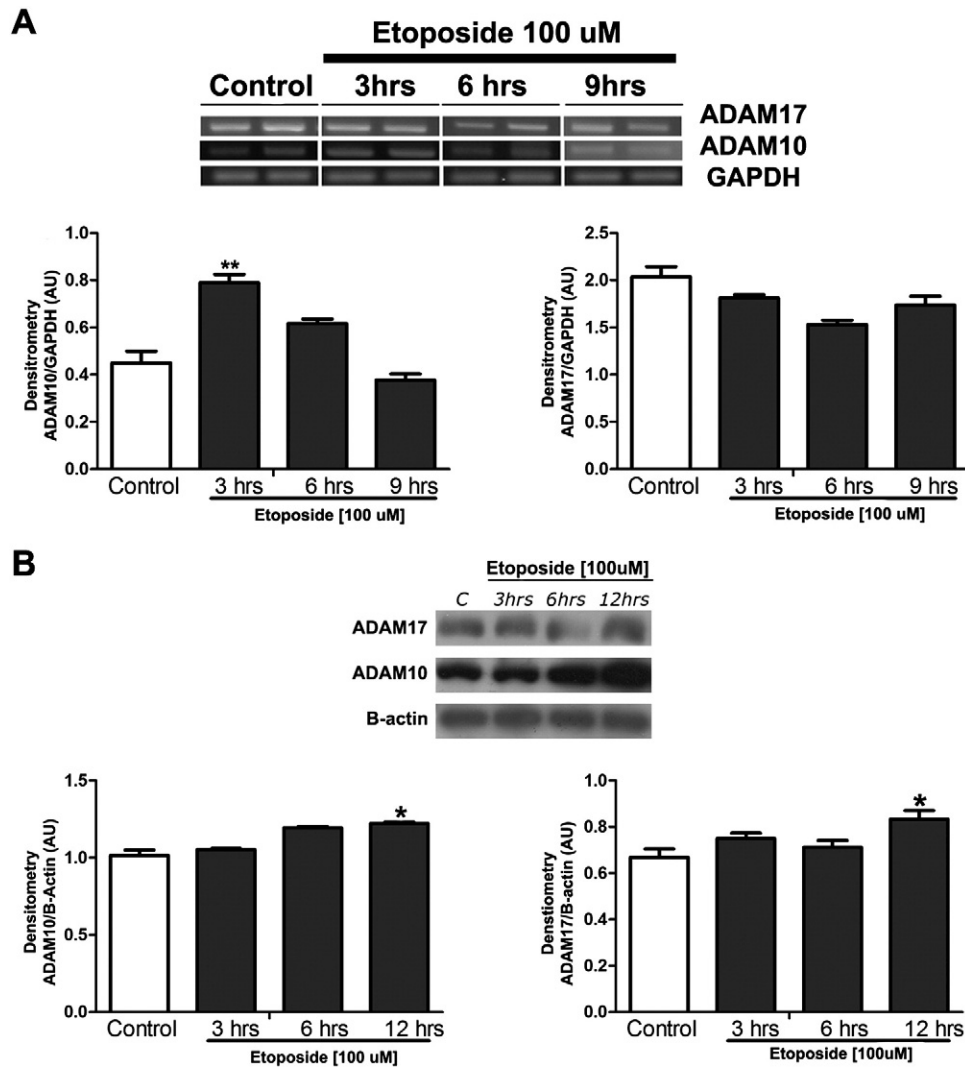 A
Etoposide 100 uM
Control 3hrs 6 hrs 9hrs
ADAM17
ADAM10
GAPDH
Densitrometry
ADAM10/GAPDH (AU)
1.0
0.8
0.6
0.4
0.2
0.0
**
Control 3 hrs 6 hrs 9 hrs
Etoposide [100 uM]
Densitrometry
ADAM17/GAPDH (AU)
2.5
2.0
1.5
1.0
0.5
0.0
Control 3 hrs 6 hrs 9 hrs
Etoposide [100 uM]
B
Etoposide [100uM]
C 3hrs 6hrs 12hrs
ADAM17
ADAM10
B-actin
Densitometry
ADAM10/B-Actin (AU)
1.5
1.0
0.5
0.0
*
Control 3 hrs 6 hrs 12 hrs
Etoposide [100 uM]
Denstiometry
ADAM17/B-actin (AU)
1.0
0.8
0.6
0.4
0.2
0.0
*
Control 3 hrs 6 hrs 12 hrs
Etoposide [100uM]